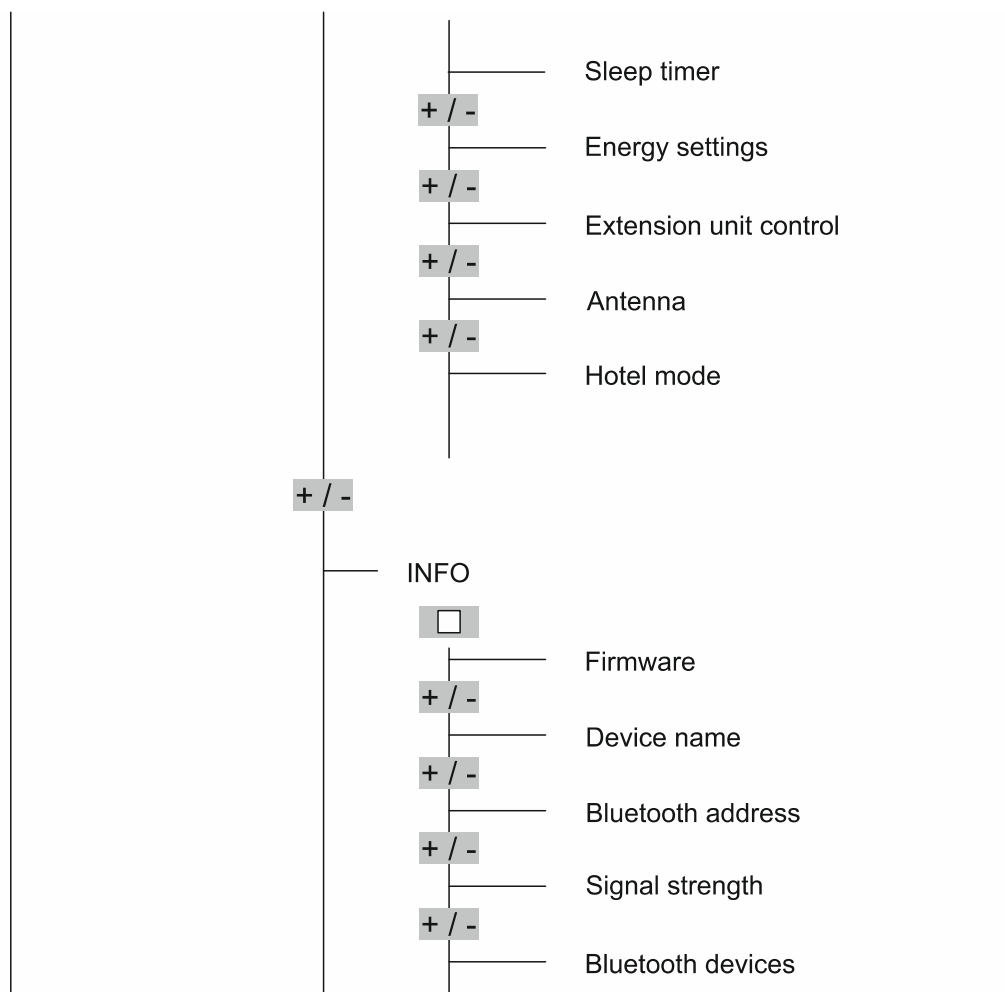 Sleep timer
+ / -
Energy settings
+ / -
Extension unit control
+ / -
Antenna
+ / -
Hotel mode
+ / -
INFO
Firmware
+ / -
Device name
+ / -
Bluetooth address
+ / -
Signal strength
+ / -
Bluetooth devices